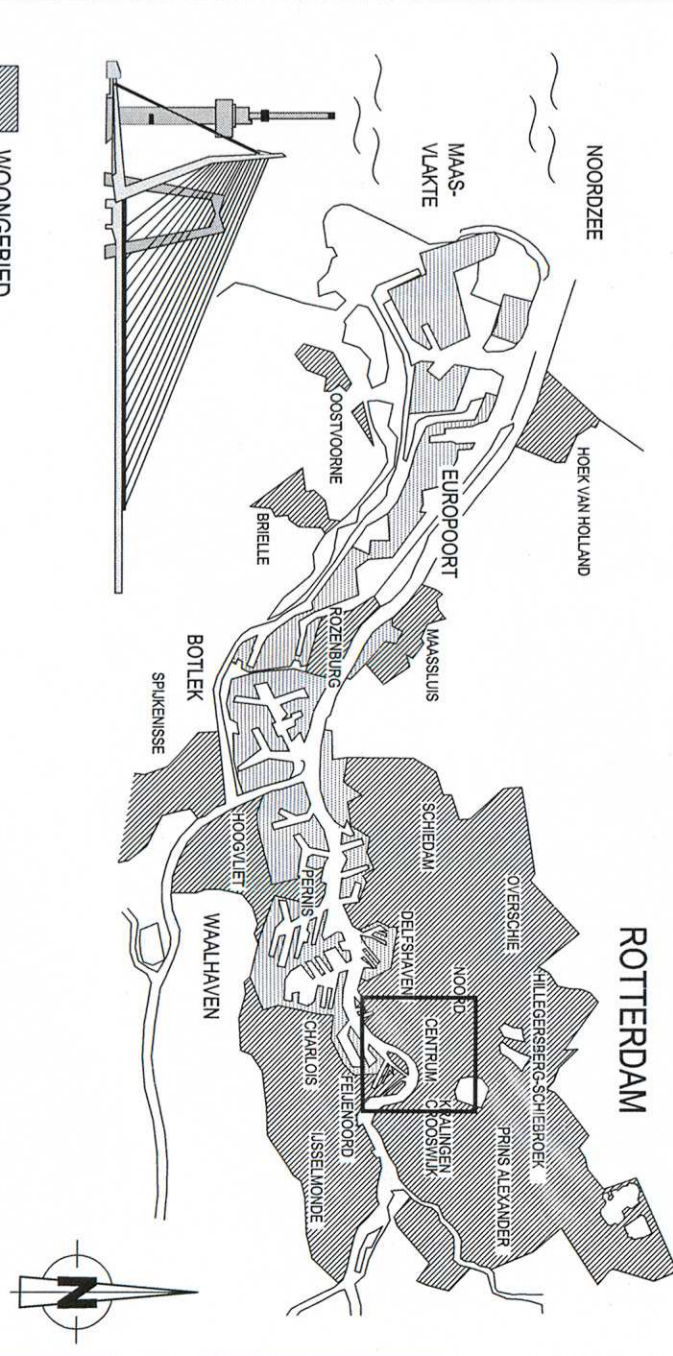 ROTTERDAM
NOORDZEE
HOEK VAN HOLLAND
MAAS-
VLAKTE
EUROPOORT
MAASSLUIS
OOSTVOORNE
BRIELLE
ROZENBURG
BOTLEK
SPIJKENISSE
HOOGVLIET
PERNIS
WAALHAVEN
SCHIEDAM
OVERSCHIE
HILLEGERSBERG-SCHIEBROEK
DELFSHAVEN
NOORD
CENTRUM
KRALINGEN
CROOSWIJK
PRINS ALEXANDER
CHARLOIS
FEIJENOORD
IJSSELMONDE
N
WOONGEBIED